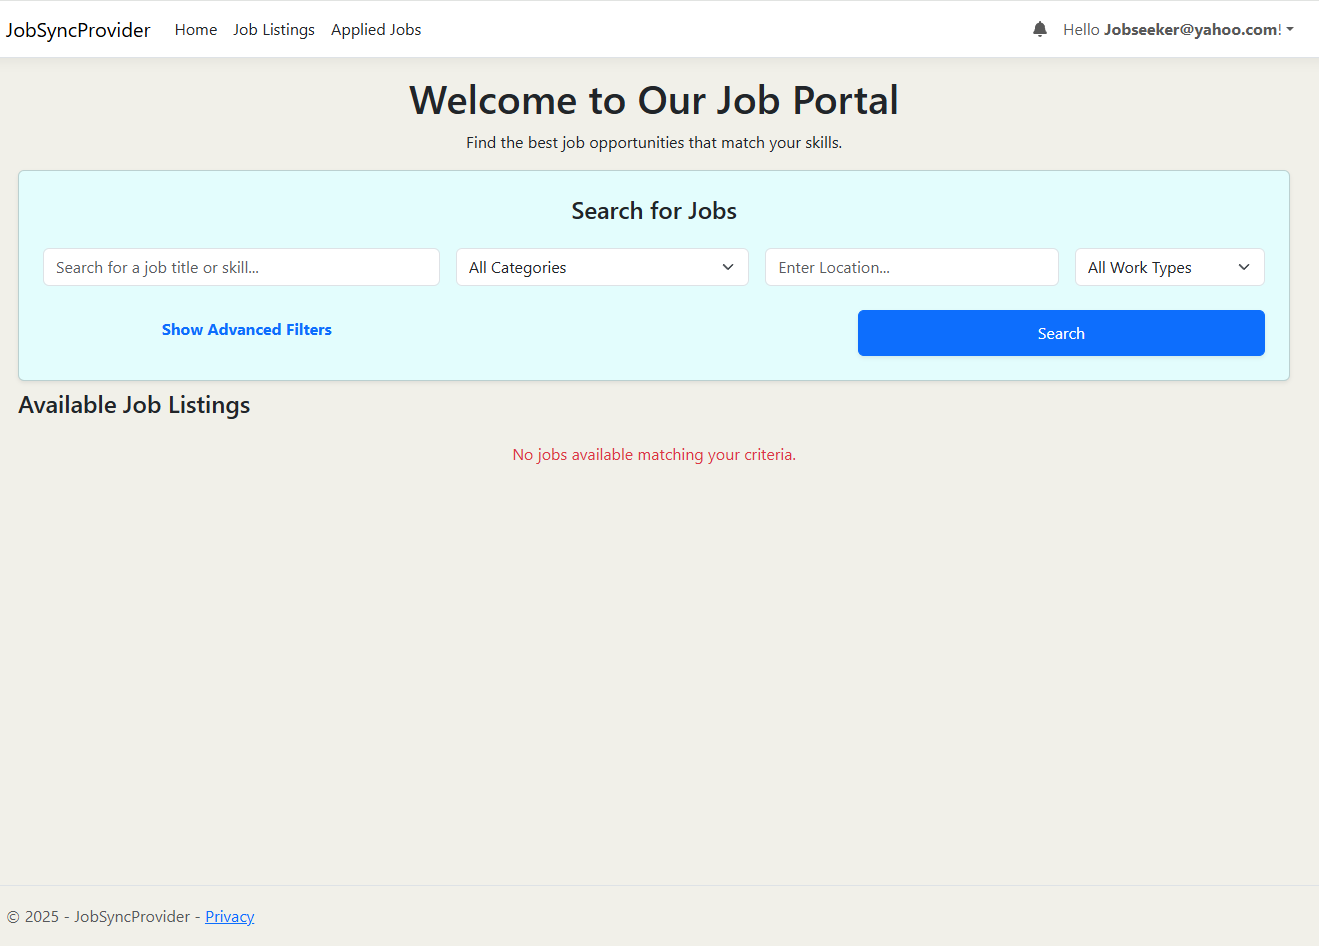 JobSyncProvider Home Job Listings Applied Jobs Hello Jobseeker@yahoo.com!
Welcome to Our Job Portal
Find the best job opportunities that match your skills.
Search for Jobs
Search for a job title or skill... All Categories Enter Location... All Work Types
Show Advanced Filters Search
Available Job Listings
No jobs available matching your criteria.
© 2025 - JobSyncProvider - Privacy